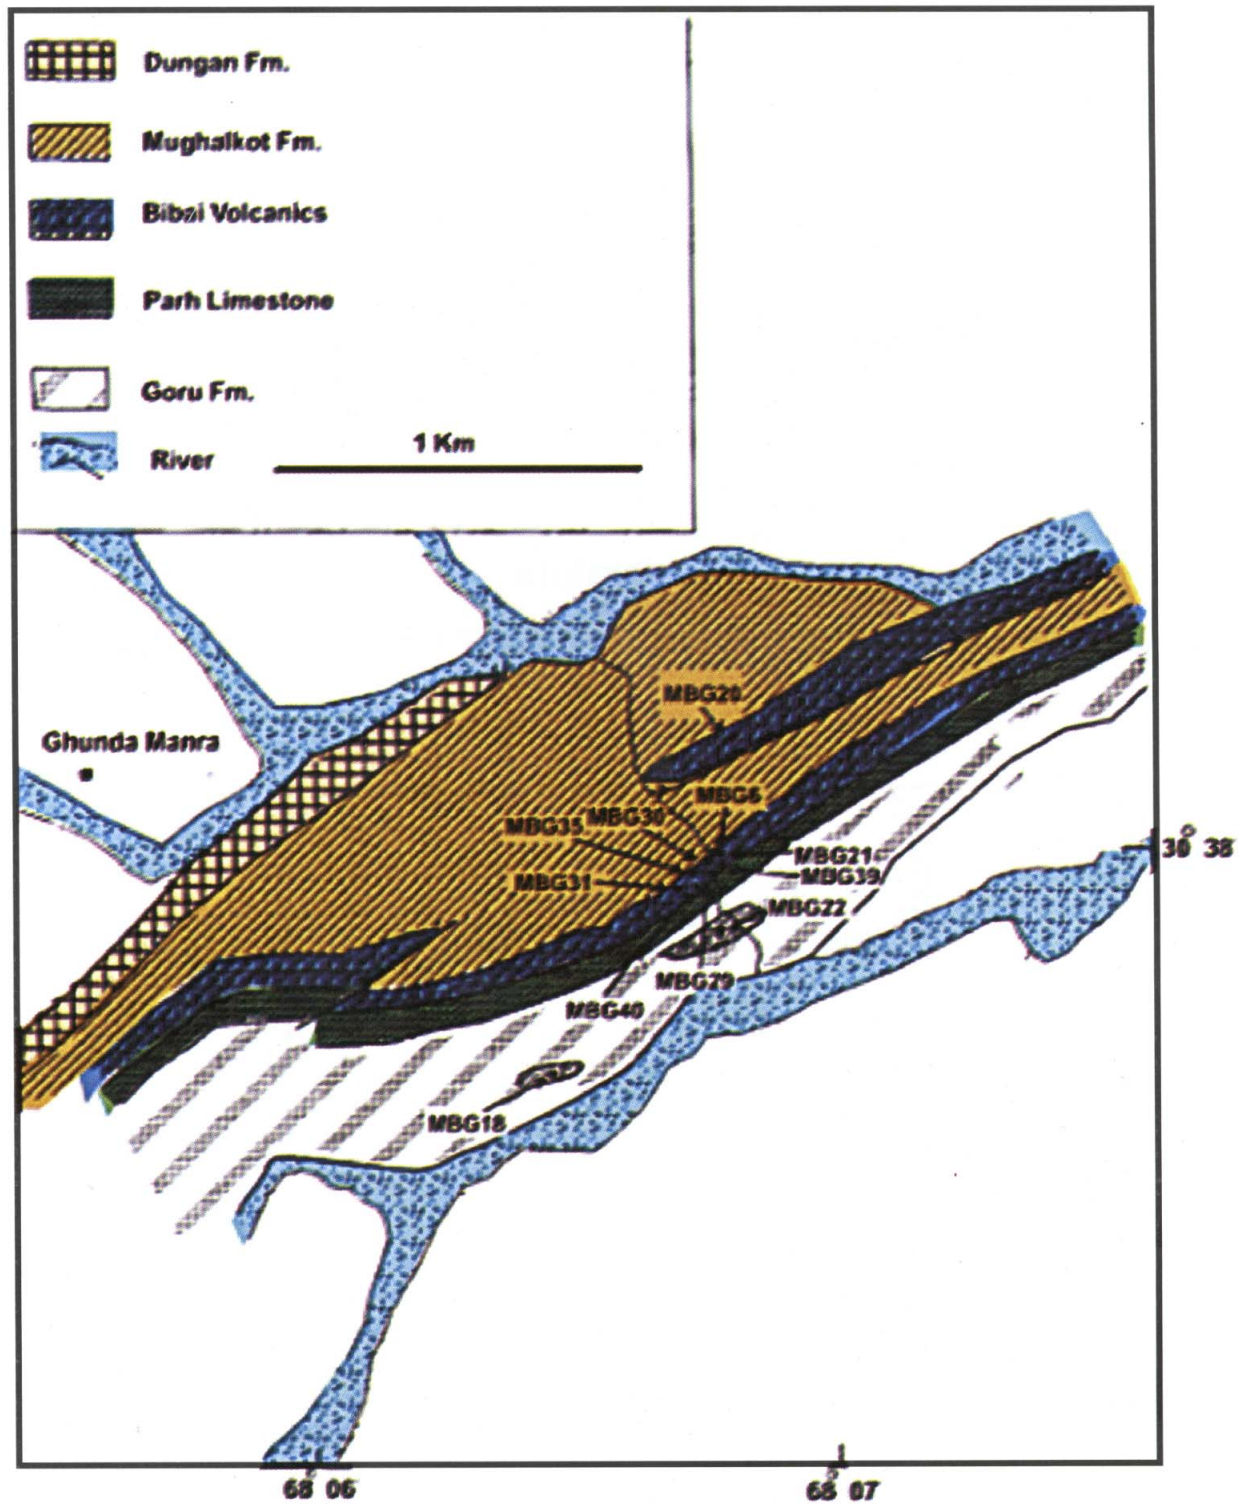 Dungan Fm.
Mughalkot Fm.
Bibai Volcanics
Parh Limestone
Goru Fm.
River
1 Km
MBG20
Ghunda Manra
MBG6
MBG30
MBG35
MBG21
30° 38
MBG39
MBG31
MBG22
MBG29
MBG40
MBG18
68° 06
68° 07